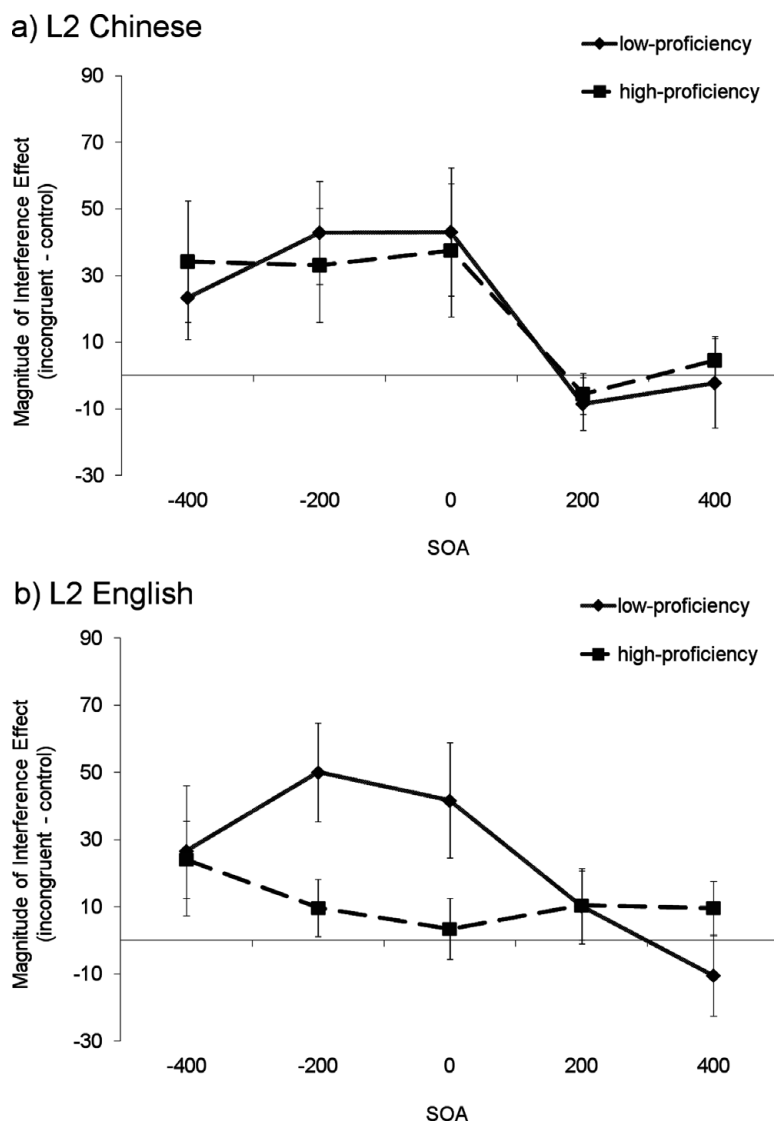 a) L2 Chinese
low-proficiency
high-proficiency
90
70
50
30
10
-10
-30
Magnitude of Interference Effect
(incongruent - control)
-400 -200 0 200 400
SOA
b) L2 English
low-proficiency
high-proficiency
90
70
50
30
10
-10
-30
Magnitude of Interference Effect
(incongruent - control)
-400 -200 0 200 400
SOA